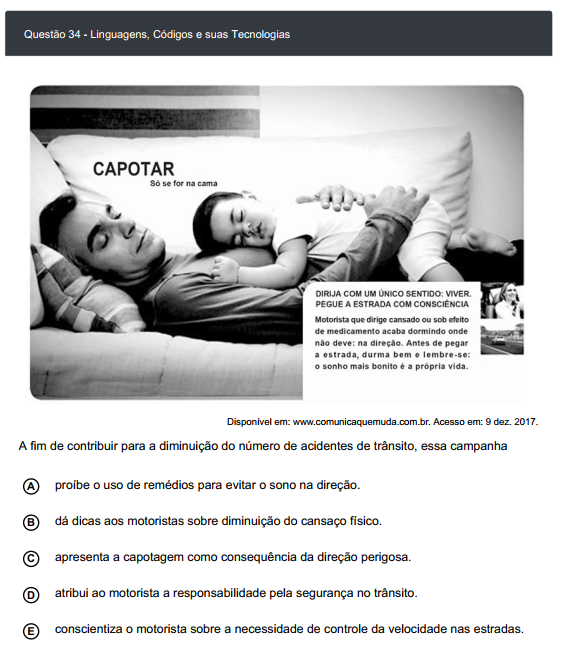 Questão 34 - Linguagens, Códigos e suas Tecnologias
CAPOTAR
Só se for na cama
DIRIJA COM UM ÚNICO SENTIDO: VIVER.
PEGUE A ESTRADA COM CONSCIÊNCIA
Motorista que dirige cansado ou sob efeito
de medicamento acaba dormindo onde
não deve: na direção. Antes de pegar
a estrada, durma bem e lembre-se:
o sonho mais bonito é a própria vida.
Disponível em: www.comunicaquemuda.com.br. Acesso em: 9 dez. 2017.
A fim de contribuir para a diminuição do número de acidentes de trânsito, essa campanha
A proíbe o uso de remédios para evitar o sono na direção.
B dá dicas aos motoristas sobre diminuição do cansaço físico.
C apresenta a capotagem como consequência da direção perigosa.
D atribui ao motorista a responsabilidade pela segurança no trânsito.
E conscientiza o motorista sobre a necessidade de controle da velocidade nas estradas.